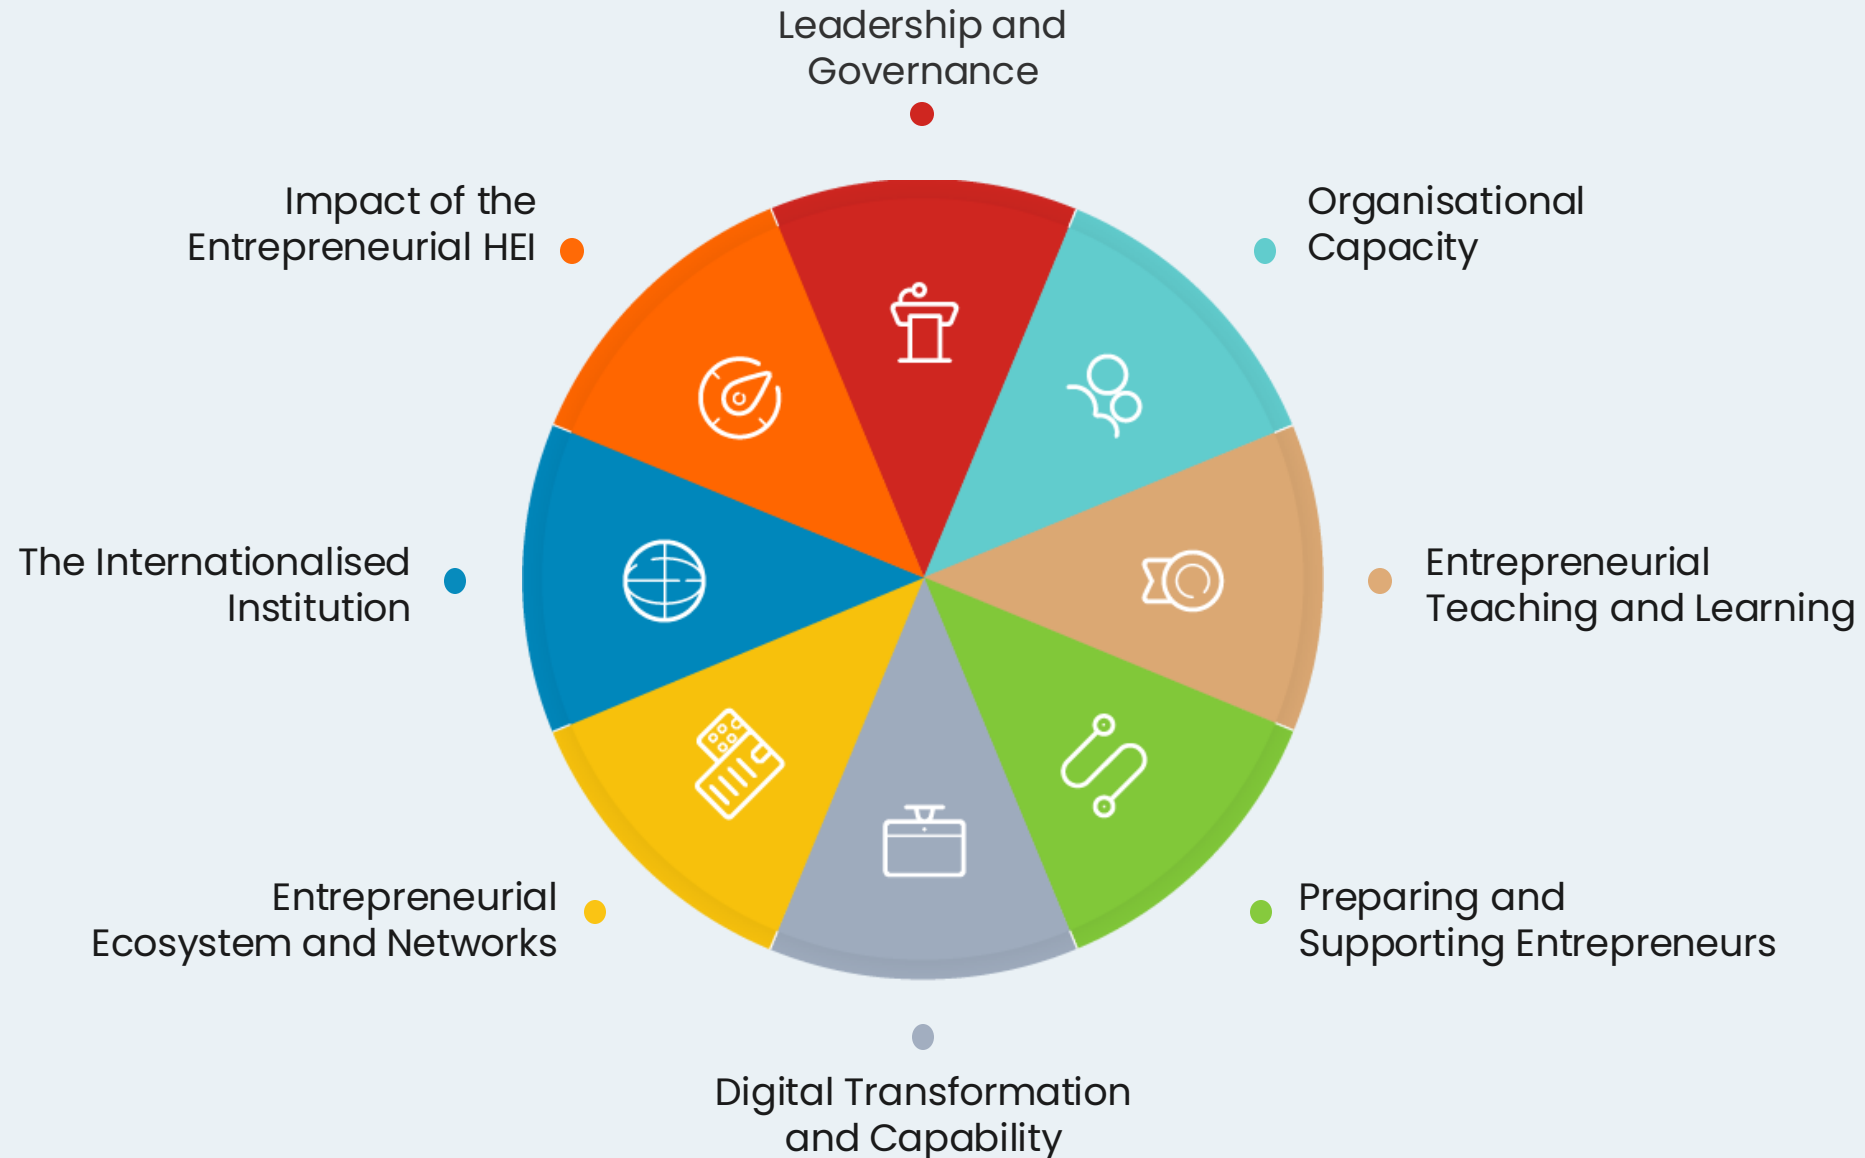 Leadership and
Governance
Impact of the
Entrepreneurial HEI
Organisational
Capacity
The Internationalised
Institution
Entrepreneurial
Teaching and Learning
Entrepreneurial
Ecosystem and Networks
Preparing and
Supporting Entrepreneurs
Digital Transformation
and Capability